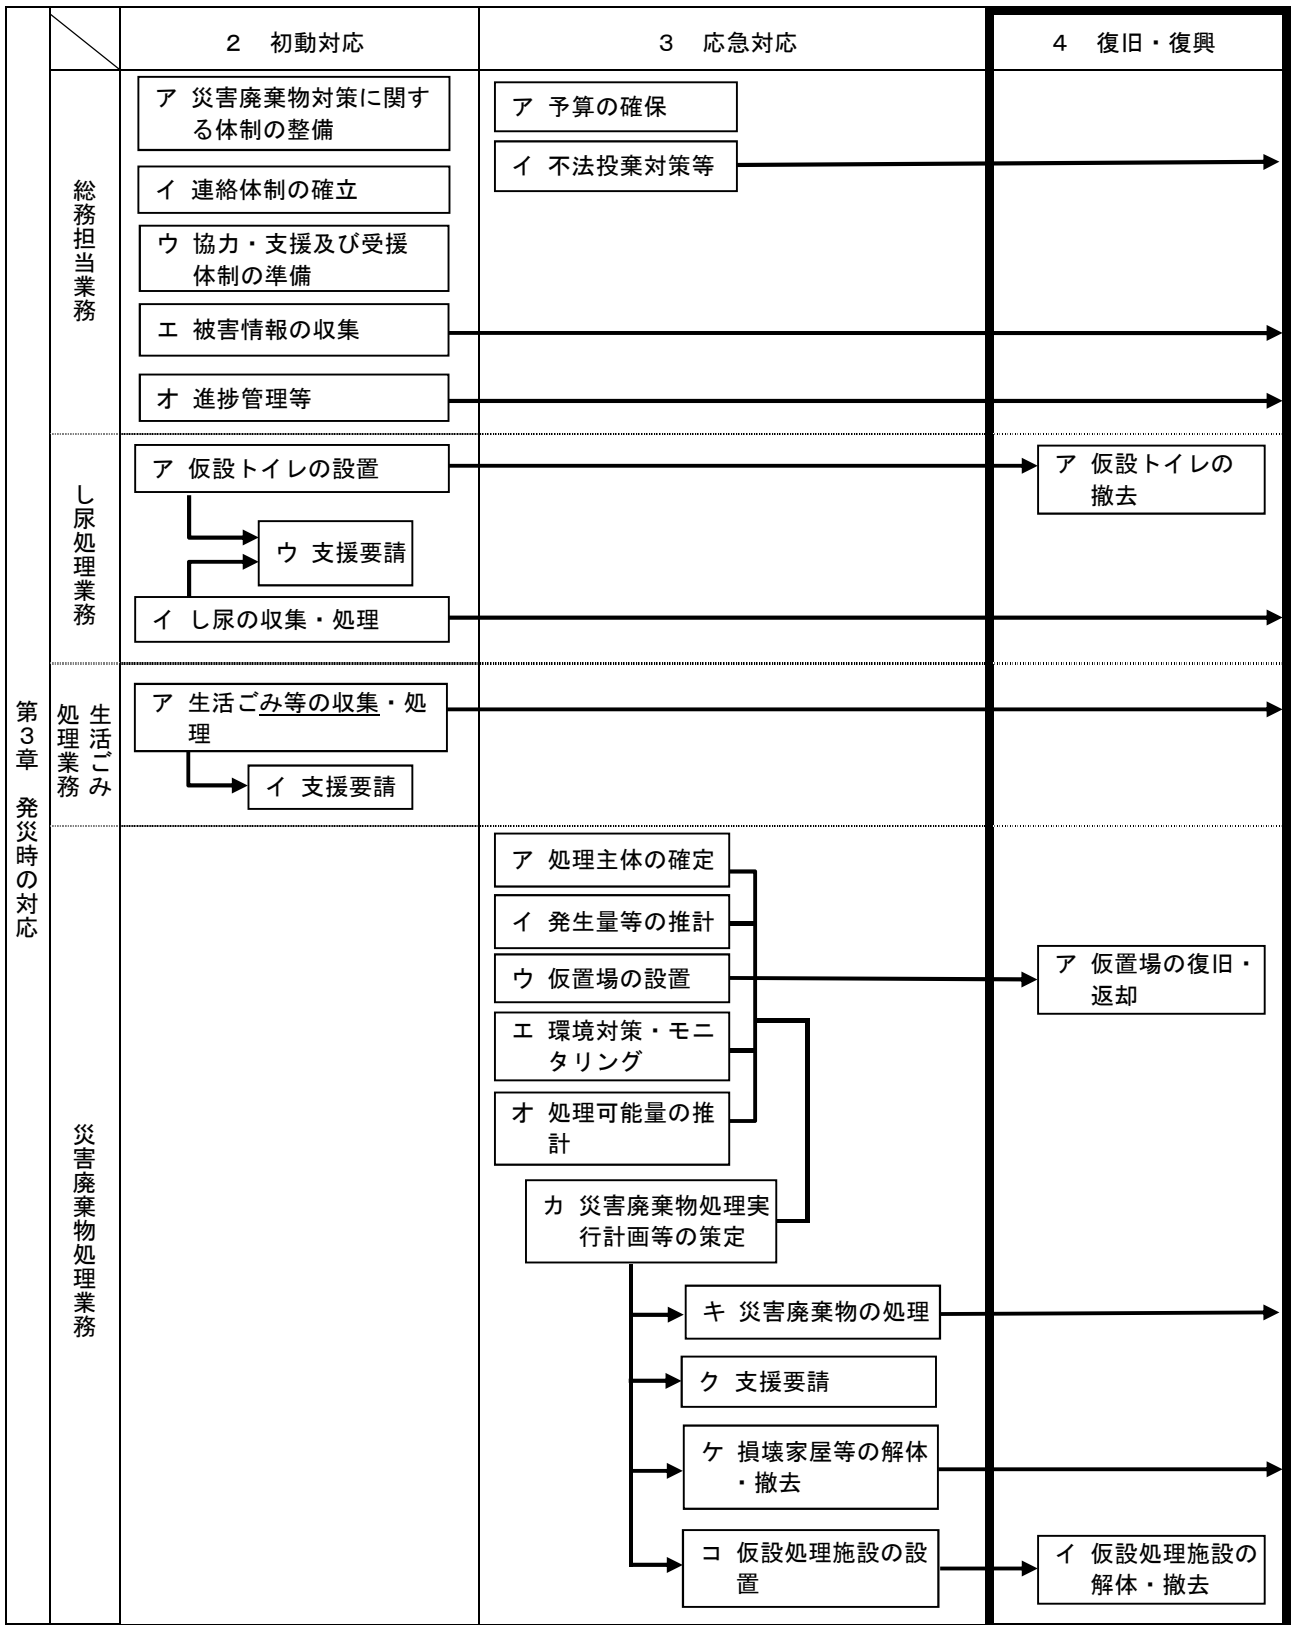 第３章　発災時の対応
２　初動対応
３　応急対応
４　復旧・復興
総務担当業務
ア 災害廃棄物対策に関す
る体制の整備
イ 連絡体制の確立
ウ 協力・支援及び受援
体制の準備
エ 被害情報の収集
オ 進捗管理等
ア 予算の確保
イ 不法投棄対策等
し尿処理業務
ア 仮設トイレの設置
ウ 支援要請
イ し尿の収集・処理
ア 仮設トイレの
撤去
生活ごみ
処理業務
ア 生活ごみ等の収集・処
理
イ 支援要請
災害廃棄物処理業務
ア 処理主体の確定
イ 発生量等の推計
ウ 仮置場の設置
エ 環境対策・モニ
タリング
オ 処理可能量の推
計
カ 災害廃棄物処理実
行計画等の策定
キ 災害廃棄物の処理
ク 支援要請
ケ 損壊家屋等の解体
・撤去
コ 仮設処理施設の設
置
ア 仮置場の復旧・
返却
イ 仮設処理施設の
解体・撤去